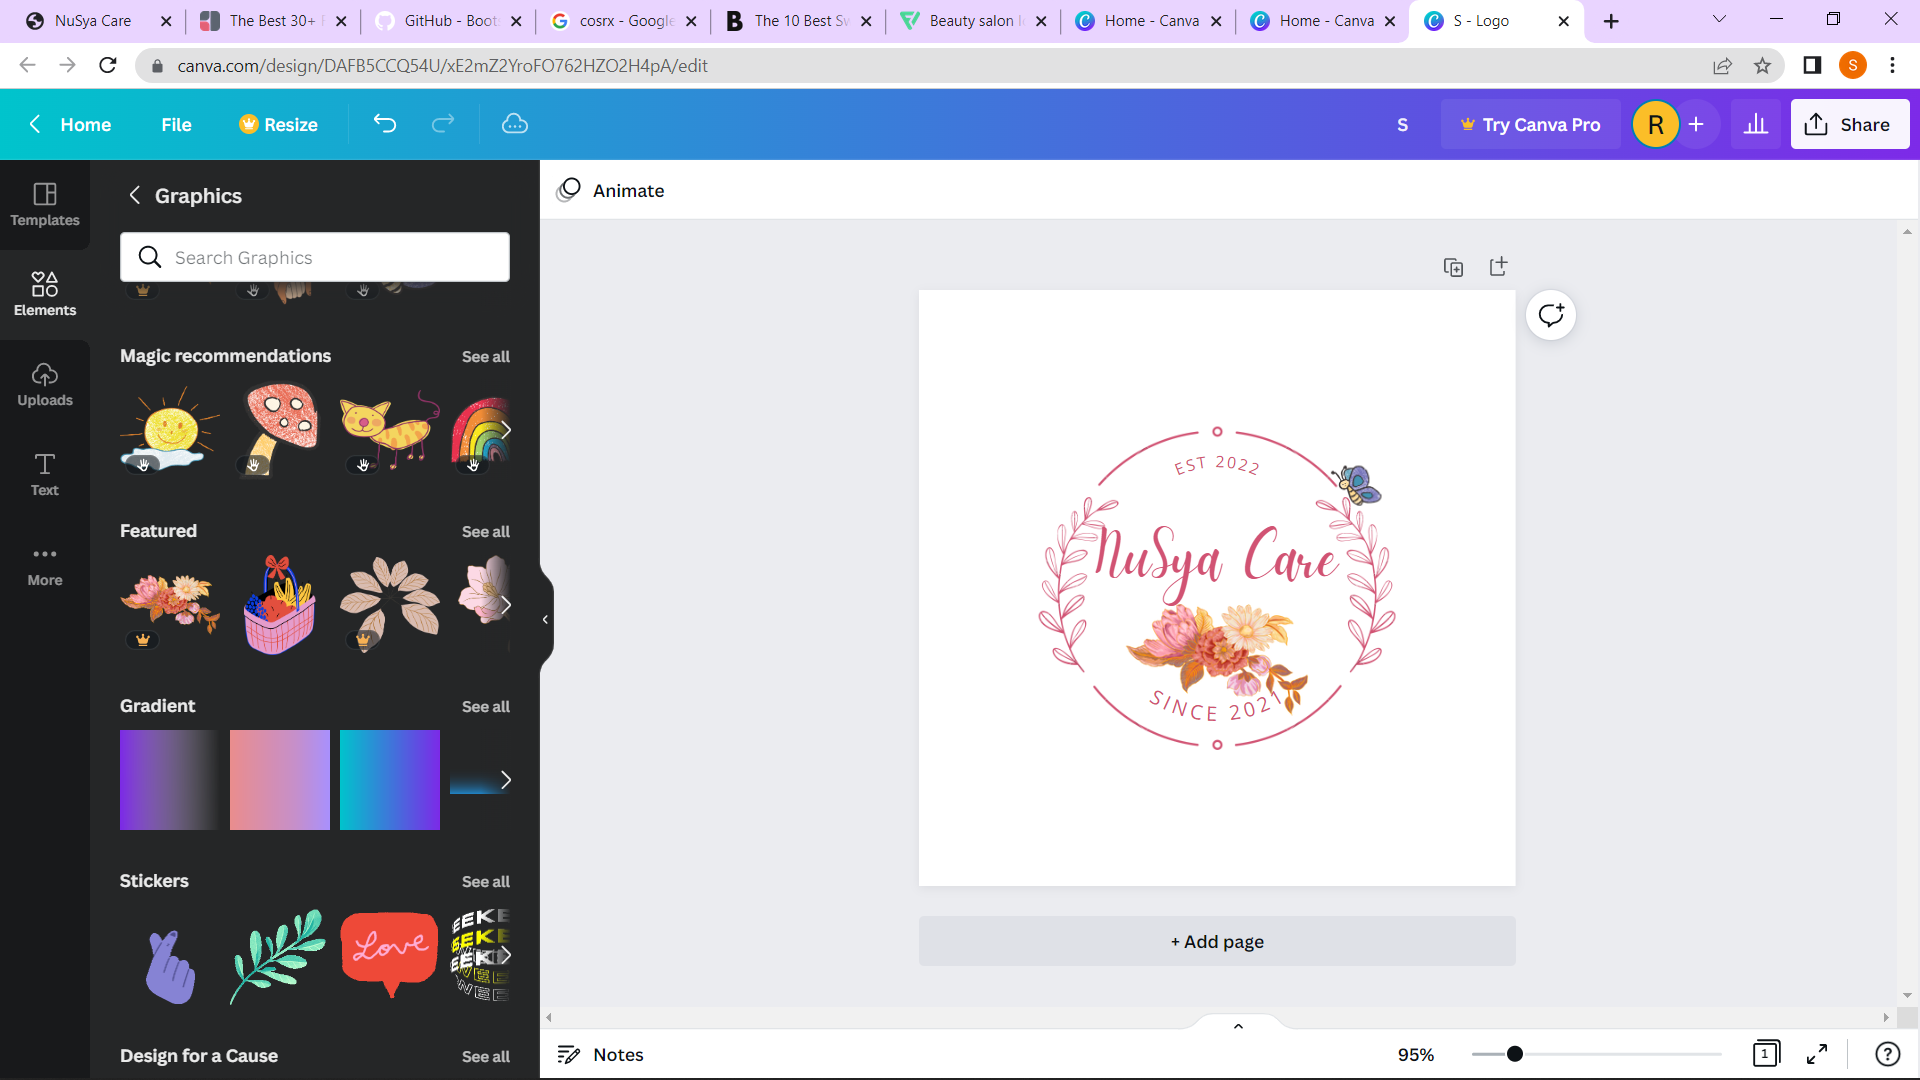 NuSya Care
The Best 30+
GitHub - Boots
cosrx - Google
The 10 Best Sw
Beauty salon
Home - Canva
Home - Canva
S - Logo
canva.com/design/DAFB5CCQ54U/xE2mZ2YroFO762HZO2H4pA/edit
S
Home
File
Resize
S
Try Canva Pro
R
Share
Templates
Elements
Uploads
Text
More
Graphics
Search Graphics
Magic recommendations
See all
Featured
See all
Gradient
See all
Stickers
See all
Love
Design for a Cause
See all
Animate
EST 2022
NuSya Care
SINCE 2021
+ Add page
Notes
95%
1